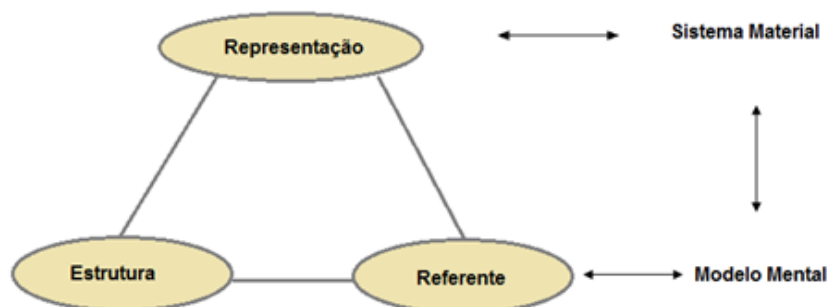 Representação
Sistema Material
Estrutura
Referente
Modelo Mental